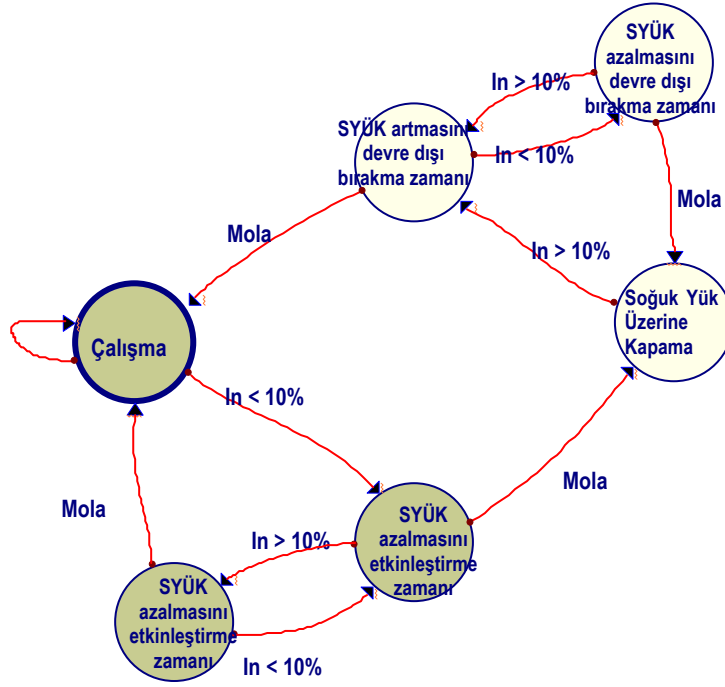 SYÜK
azalmasını
devre dışı
bırakma zamanı
In > 10%
SYÜK artmasını
devre dışı
bırakma zamanı
In < 10%
Mola
Mola
In > 10%
Soğuk Yük
Üzerine
Kapama
Çalışma
In < 10%
Mola
Mola
SYÜK
azalmasını
etkinleştirme
zamanı
In > 10%
SYÜK
azalmasını
etkinleştirme
zamanı
In < 10%